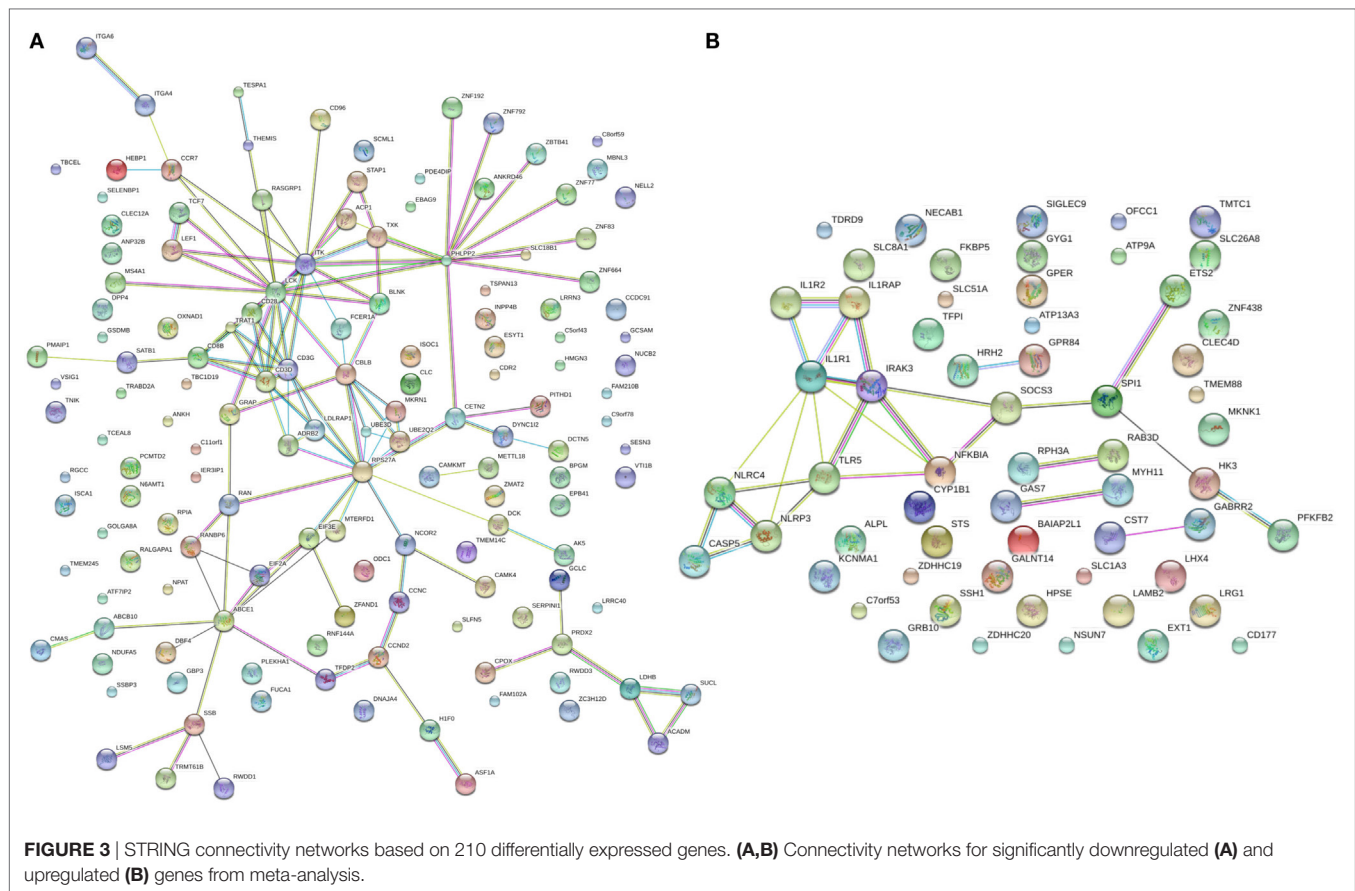 A
B
ITGA6
ITGA4
TESPA1
CD96
ZNF192
ZNF792
C8orf59
THEMIS
SCML1
ZBTB41
MBNL3
TBCEL
HEBP1
CCR7
STAP1
PDE4DIP
ANKRD46
ZNF77
NELL2
SELENBP1
RASGRP1
EBAG9
TCF7
ACP1
CLEC12A
TXK
ZNF83
LEF1
ANP32B
SLC18B1
ITK
PHLPP2
MS4A1
LCK
ZNF664
BLNK
TSPAN13
DPP4
CD28
LRRN3
CCDC91
OXNAD1
TRAT1
FCER1A
INPP4B
GSDMB
ESYT1
C5orf43
GCSAM
PMAIP1
SATB1
CD8B
CD3G
ISOC1
HMGN3
NUCB2
VSIG1
TBC1D19
CD3D
CBLB
CLC
CDR2
TRABD2A
FAM210B
TNIK
ANKH
GRAP
LDLRAP1
MKRN1
PITHD1
CETN2
C9orf78
TCEAL8
C11orf1
ADRB2
UBE3D
UBE2Q2
DYNC1I2
SESN3
DCTN5
RGCC
PCMTD2
IER3IP1
RPS27A
CAMKMT
METTL18
BPGM
VTI1B
ISCA1
N6AMT1
RAN
ZMAT2
EPB41
GOLGA8A
RPIA
EIF3E
MTERFD1
DCK
RALGAPA1
RANBP6
NCOR2
TMEM14C
AK5
TMEM245
NPAT
EIF2A
ODC1
CAMK4
GCLC
ATF7IP2
ABCE1
ZFAND1
CCNC
SERPINI1
LRRC40
ABCB10
SLFN5
CMAS
DBF4
RNF144A
PRDX2
NDUFA5
CCND2
GBP3
PLEKHA1
TFDP2
CPOX
RWDD3
SSBP3
FUCA1
LDHB
SUCL
FAM102A
DNAJA4
ZC3H12D
SSB
H1F0
ACADM
LSM5
TRMT61B
RWDD1
ASF1A
TDRD9
NECAB1
SIGLEC9
OFCC1
TMTC1
SLC8A1
FKBP5
GYG1
ATP9A
SLC26A8
IL1R2
IL1RAP
SLC51A
GPER
ETS2
TFPI
ATP13A3
ZNF438
HRH2
GPR84
CLEC4D
IL1R1
IRAK3
SOCS3
SPI1
TMEM88
MKNK1
NLRC4
TLR5
NFKBIA
RPH3A
RAB3D
CYP1B1
GAS7
MYH11
HK3
NLRP3
ALPL
STS
BAIAP2L1
CST7
GABRR2
PFKFB2
CASP5
KCNMA1
ZDHHC19
GALNT14
SLC1A3
LHX4
C7orf53
SSH1
HPSE
LAMB2
LRG1
GRB10
ZDHHC20
NSUN7
EXT1
CD177
FIGURE 3 | STRING connectivity networks based on 210 differentially expressed genes. (A,B) Connectivity networks for significantly downregulated (A) and
upregulated (B) genes from meta-analysis.